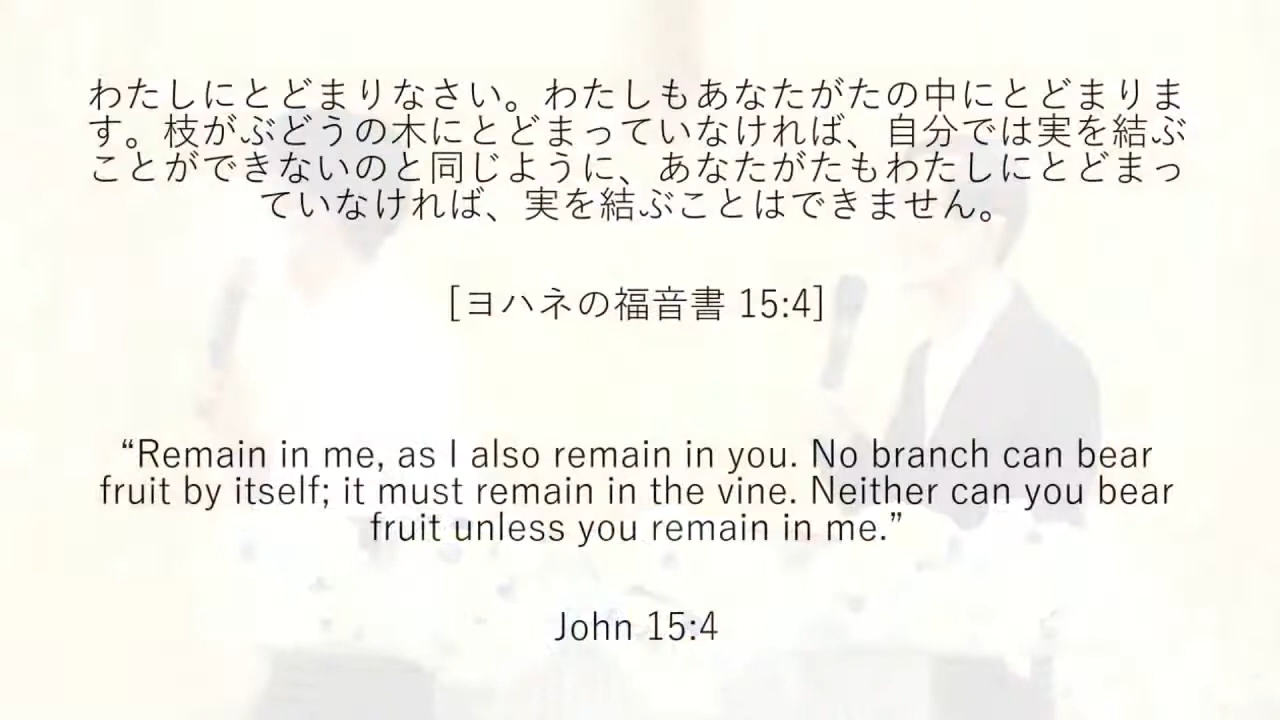 わたしにとどまりなさい。わたしもあなたがたの中にとどまりま
す。枝がぶどうの木にとどまっていなければ、自分では実を結ぶ
ことができないのと同じように、あなたがたもわたしにとどまっ
ていなければ、実を結ぶことはできません。
[ヨハネの福音書 15:4]
“Remain in me, as I also remain in you. No branch can bear
fruit by itself; it must remain in the vine. Neither can you bear
fruit unless you remain in me.”
John 15:4